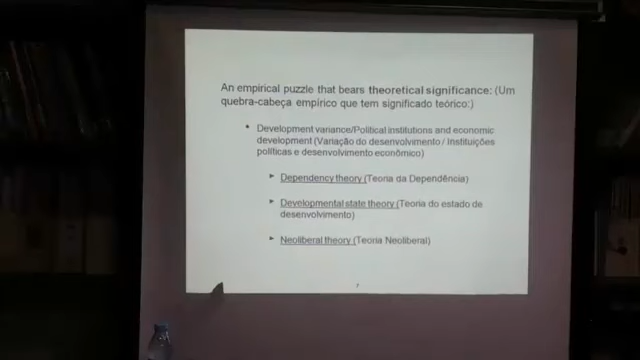 An empirical puzzle that bears theoretical significance: (Um
quebra-cabeça empírico que tem significado teórico:)
• Development variance/Political institutions and economic
development (Variação do desenvolvimento / Instituições
políticas e desenvolvimento econômico)
► Dependency theory (Teoria da Dependência)
► Developmental state theory (Teoria do estado de
desenvolvimento)
► Neoliberal theory (Teoria Neoliberal)